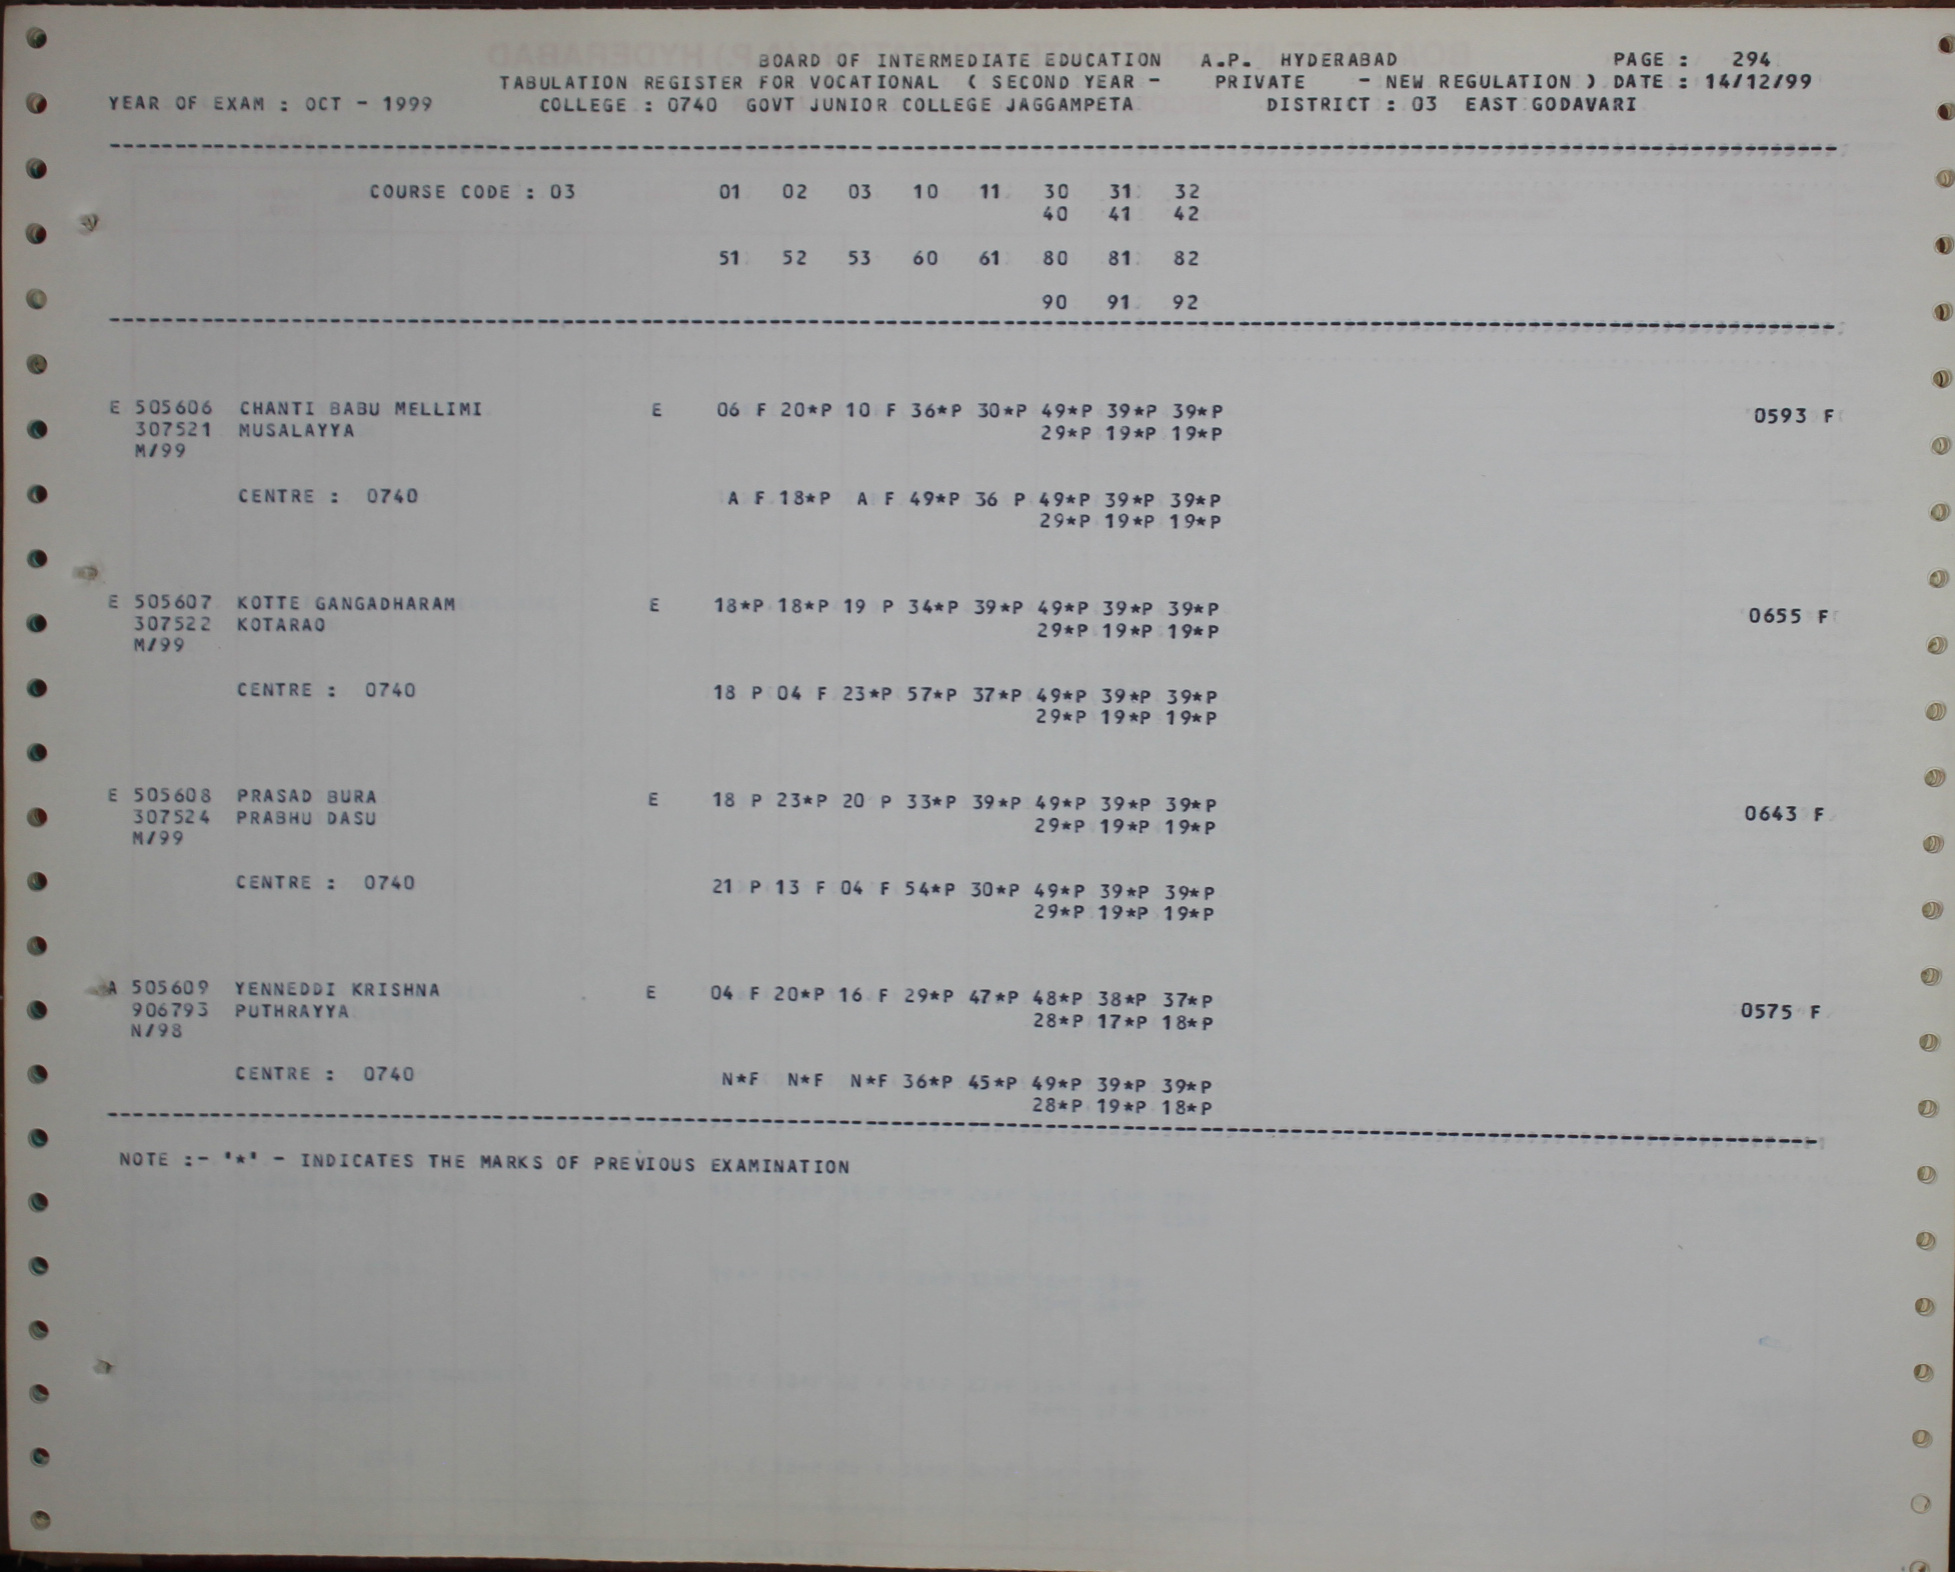 BOARD OF INTERMEDIATE EDUCATION A.P. HYDERABAD PAGE : 294
TABULATION REGISTER FOR VOCATIONAL ( SECOND YEAR - PRIVATE - NEW REGULATION ) DATE : 14/12/99
YEAR OF EXAM : OCT - 1999 COLLEGE : 0740 GOVT JUNIOR COLLEGE JAGGAMPETA DISTRICT : 03 EAST GODAVARI
COURSE CODE : 03 01 02 03 10 11 30 31 32
40 41 42
51 52 53 60 61 80 81 82
90 91 92
E 505606 CHANTI BABU MELLIMI E 06 F 20*P 10 F 36*P 30*P 49*P 39*P 39*P 0593 F
307521 MUSALAYYA 29*P 19*P 19*P
M/99
CENTRE : 0740 A F 18*P A F 49*P 36 P 49*P 39*P 39*P
29*P 19*P 19*P
E 505607 KOTTE GANGADHARAM E 18*P 18*P 19 P 34*P 39*P 49*P 39*P 39*P 0655 F
307522 KOTARAO 29*P 19*P 19*P
M/99
CENTRE : 0740 18 P 04 F 23*P 57*P 37*P 49*P 39*P 39*P
29*P 19*P 19*P
E 505608 PRASAD BURA E 18 P 23*P 20 P 33*P 39*P 49*P 39*P 39*P 0643 F
307524 PRABHU DASU 29*P 19*P 19*P
M/99
CENTRE : 0740 21 P 13 F 04 F 54*P 30*P 49*P 39*P 39*P
29*P 19*P 19*P
A 505609 YENNEDDI KRISHNA E 04 F 20*P 16 F 29*P 47*P 48*P 38*P 37*P 0575 F
906793 PUTHRAYYA 28*P 17*P 18*P
N/98
CENTRE : 0740 N*F N*F N*F 36*P 45*P 49*P 39*P 39*P
28*P 19*P 18*P
NOTE :- '*' - INDICATES THE MARKS OF PREVIOUS EXAMINATION